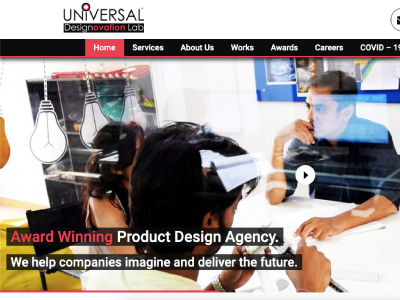 UNIVERSAL
Designovation Lab
Home Services About Us Works Awards Careers COVID – 19
Award Winning Product Design Agency.
We help companies imagine and deliver the future.